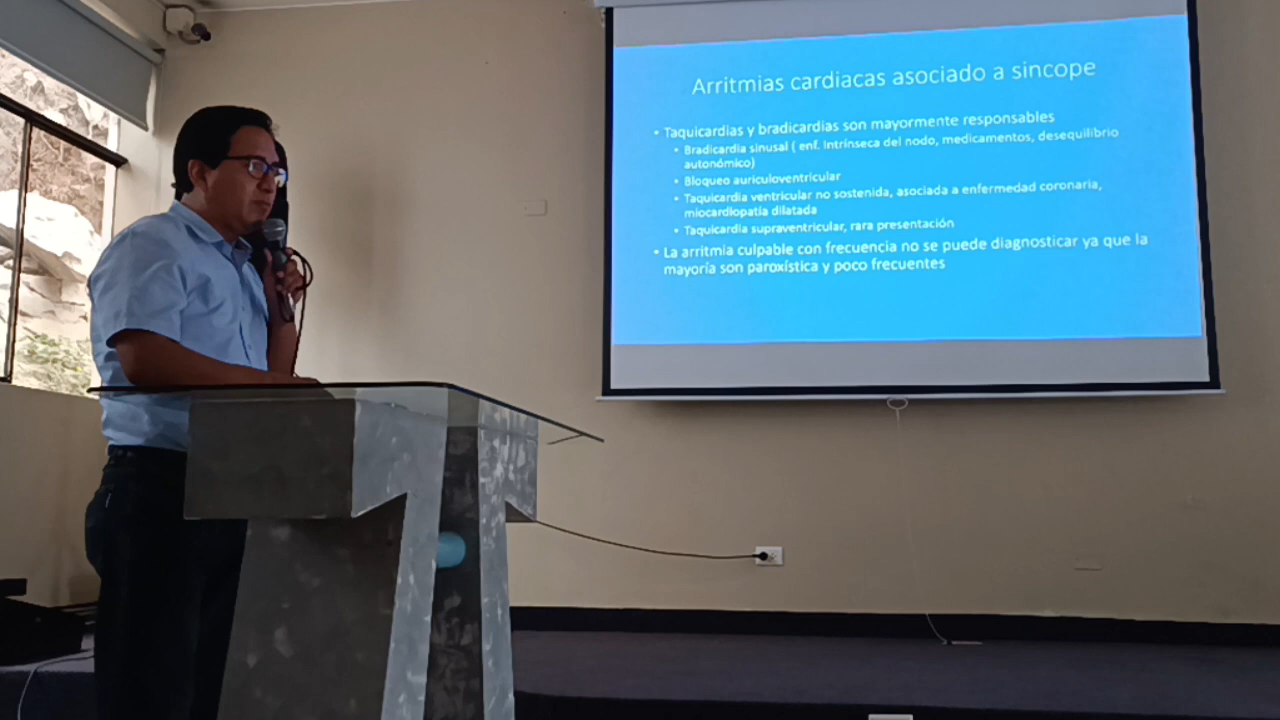 Arritmias cardiacas asociado a sincope
• Taquicardias y bradicardias son mayormente responsables
• Bradicardia sinusal ( enf. Intrínseca del nodo, medicamentos, desequilibrio
autonómico)
• Bloqueo auriculoventricular
• Taquicardia ventricular no sostenida, asociada a enfermedad coronaria,
miocardiopatía dilatada
• Taquicardia supraventricular, rara presentación
• La arritmia culpable con frecuencia no se puede diagnosticar ya que la
mayoría son paroxística y poco frecuentes